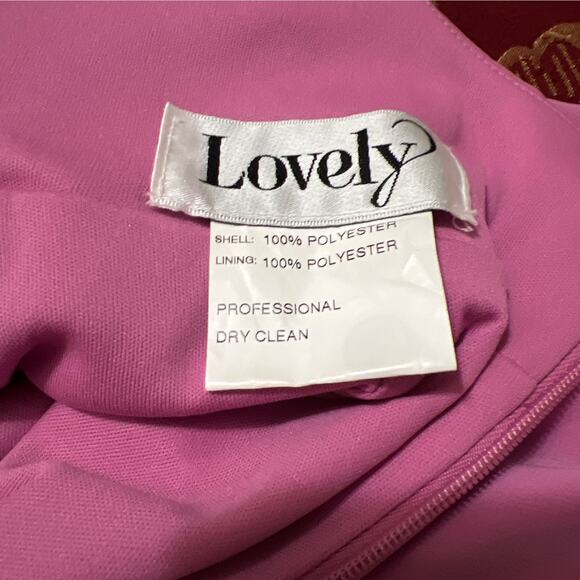 Lovely
SHELL: 100% POLYESTER
LINING: 100% POLYESTER
PROFESSIONAL
DRY CLEAN